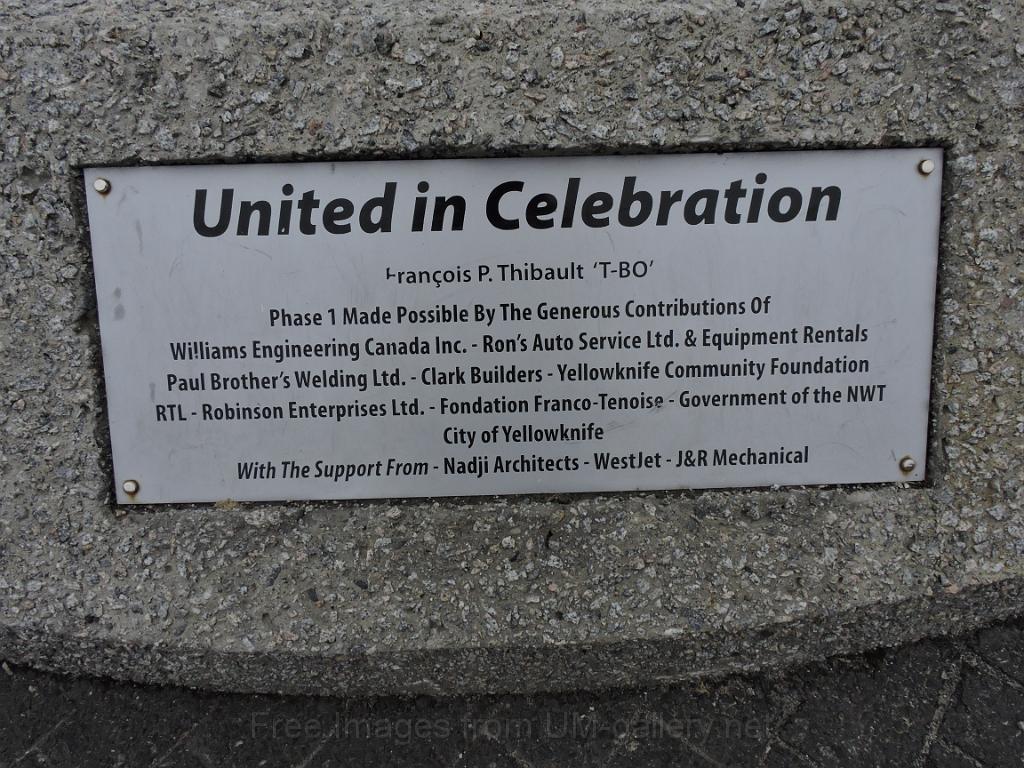 United in Celebration
François P. Thibault 'T-BO'
Phase 1 Made Possible By The Generous Contributions Of
Williams Engineering Canada Inc. - Ron's Auto Service Ltd. & Equipment Rentals
Paul Brother's Welding Ltd. - Clark Builders - Yellowknife Community Foundation
RTL - Robinson Enterprises Ltd. - Fondation Franco-Tenoise - Government of the NWT
City of Yellowknife
With The Support From - Nadji Architects - WestJet - J&R Mechanical
Free Images from UM-gallery.net